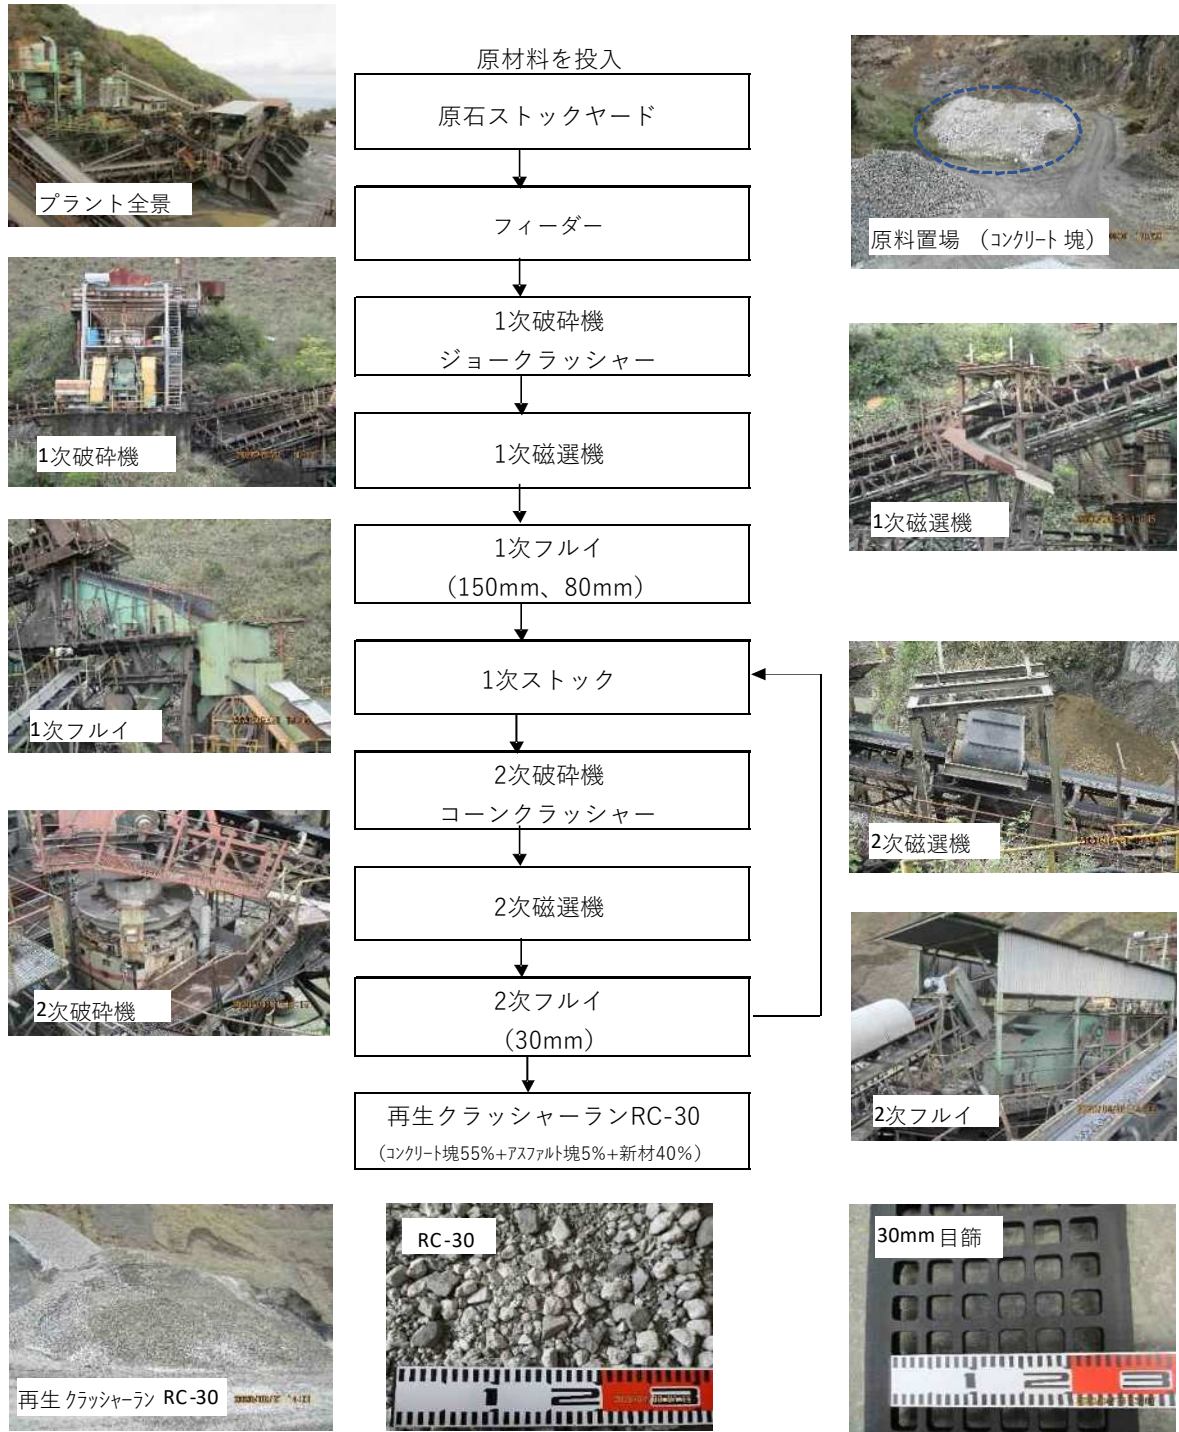 原材料を投入
原石ストックヤード
プラント全景
フィーダー
原料置場 （ｺﾝｸﾘｰﾄ 塊）
1次破砕機
ジョークラッシャー
1次破砕機
1次磁選機
1次磁選機
1次フルイ
（150mm、80mm）
1次フルイ
1次ストック
2次破砕機
コーンクラッシャー
2次磁選機
2次磁選機
2次破砕機
2次フルイ
（30mm）
2次フルイ
再生クラッシャーランRC-30
（ｺﾝｸﾘｰﾄ塊55%+ｱｽﾌｧﾙﾄ塊5%+新材40%）
RC-30
30mm 目篩
再生 ｸﾗｯｼｬｰﾗﾝ RC-30
1 2 3
1 2 3